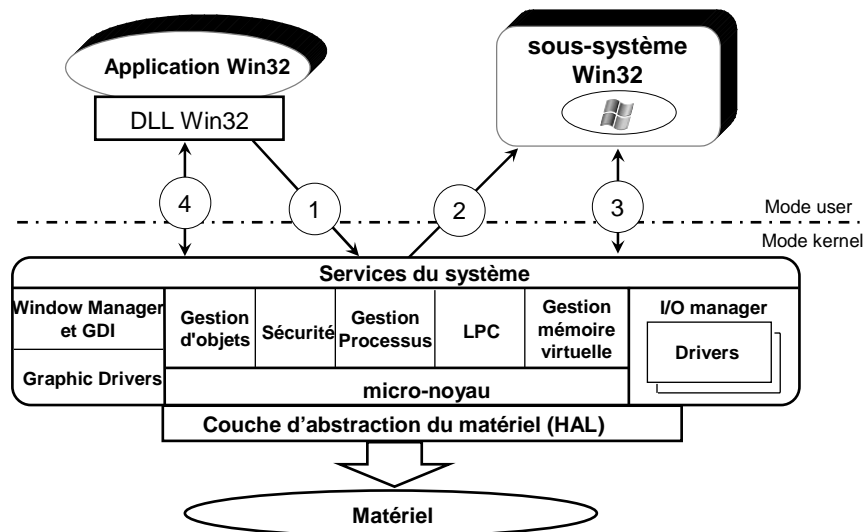 Application Win32
DLL Win32
sous-système
Win32
4
1
2
3
Mode user
Mode kernel
Services du système
Window Manager
et GDI
Graphic Drivers
Gestion
d'objets
Sécurité
Gestion
Processus
LPC
Gestion
mémoire
virtuelle
I/O manager
Drivers
micro-noyau
Couche d’abstraction du matériel (HAL)
Matériel